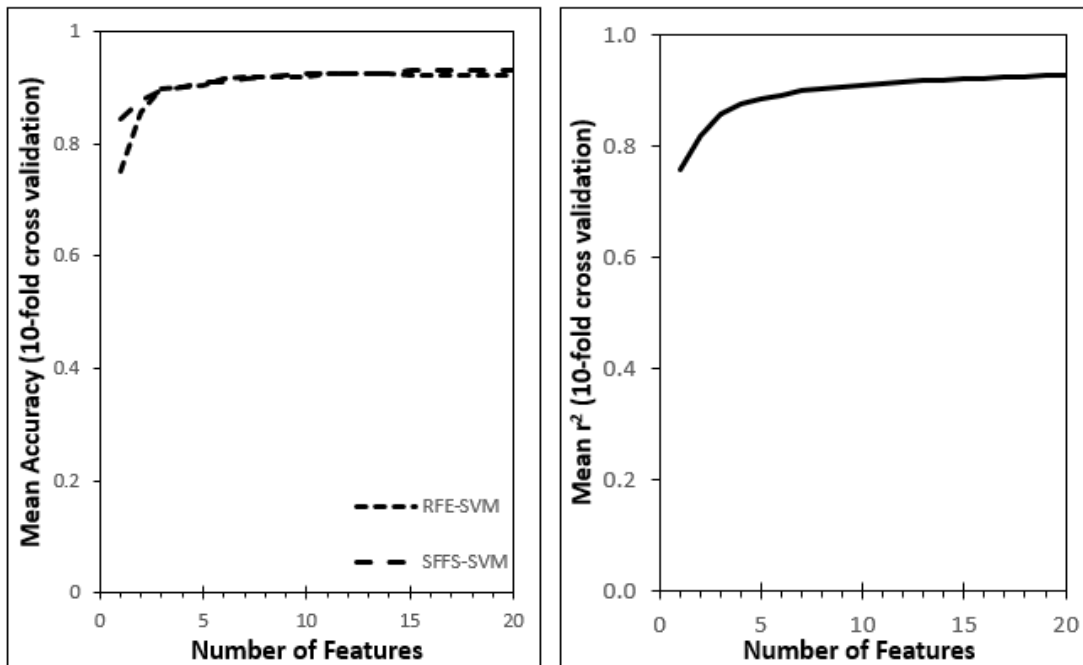 Mean Accuracy (10-fold cross validation)
1
0.8
0.6
0.4
0.2
0
RFE-SVM
SFFS-SVM
0 5 10 15 20
Number of Features
Mean r² (10-fold cross validation)
1.0
0.8
0.6
0.4
0.2
0.0
0 5 10 15 20
Number of Features